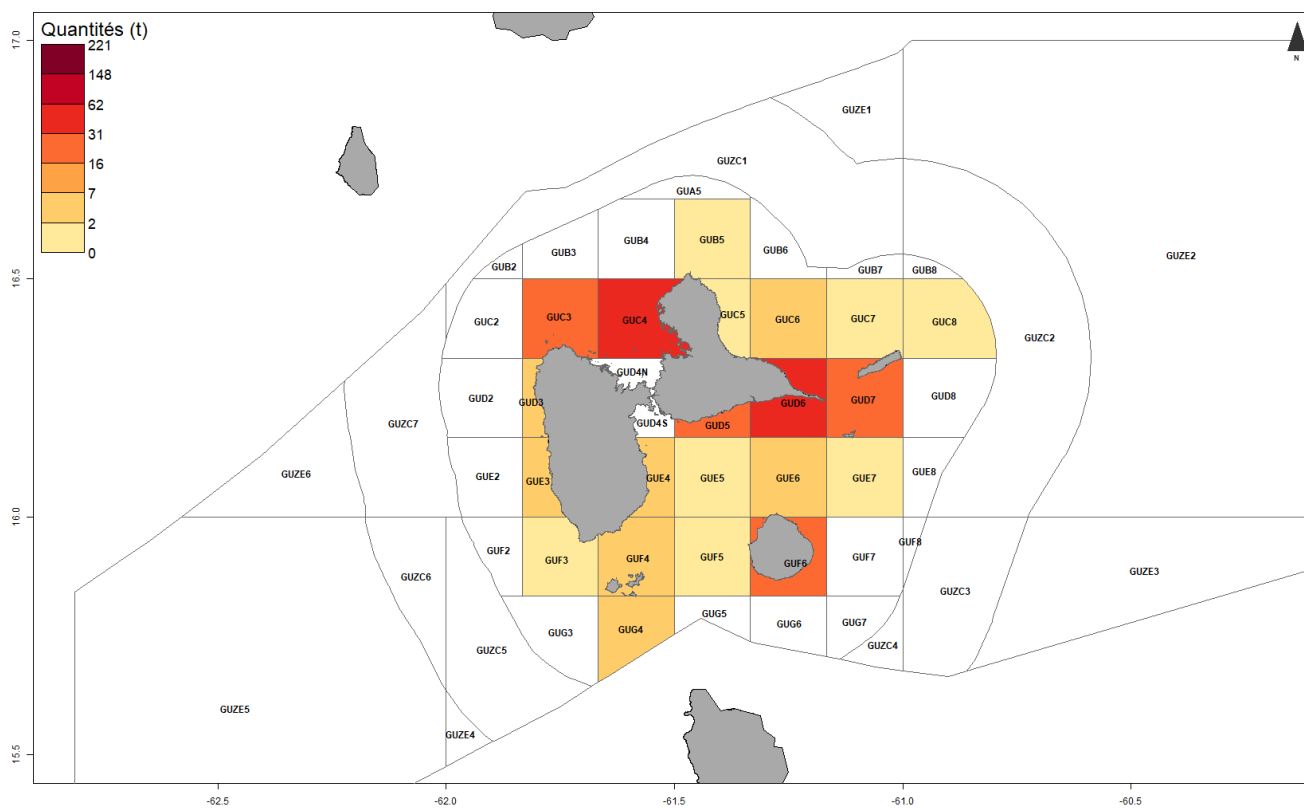 Quantités (t)
221
148
62
31
16
7
2
0
N
17.0
16.5
16.0
15.5
-62.5
-62.0
-61.5
-61.0
-60.5
GUZE1
GUZC1
GUA5
GUB2
GUB3
GUB4
GUB5
GUB6
GUB7
GUB8
GUZE2
GUC2
GUC3
GUC4
GUC5
GUC6
GUC7
GUC8
GUZC2
GUD2
GUD3
GUD4N
GUD4S
GUD5
GUD6
GUD7
GUD8
GUZC7
GUZE6
GUE2
GUE3
GUE4
GUE5
GUE6
GUE7
GUE8
GUF2
GUF3
GUF4
GUF5
GUF6
GUF7
GUF8
GUZC6
GUZC3
GUZE3
GUG3
GUG4
GUG5
GUG6
GUG7
GUZC4
GUZC5
GUZE5
GUZE4